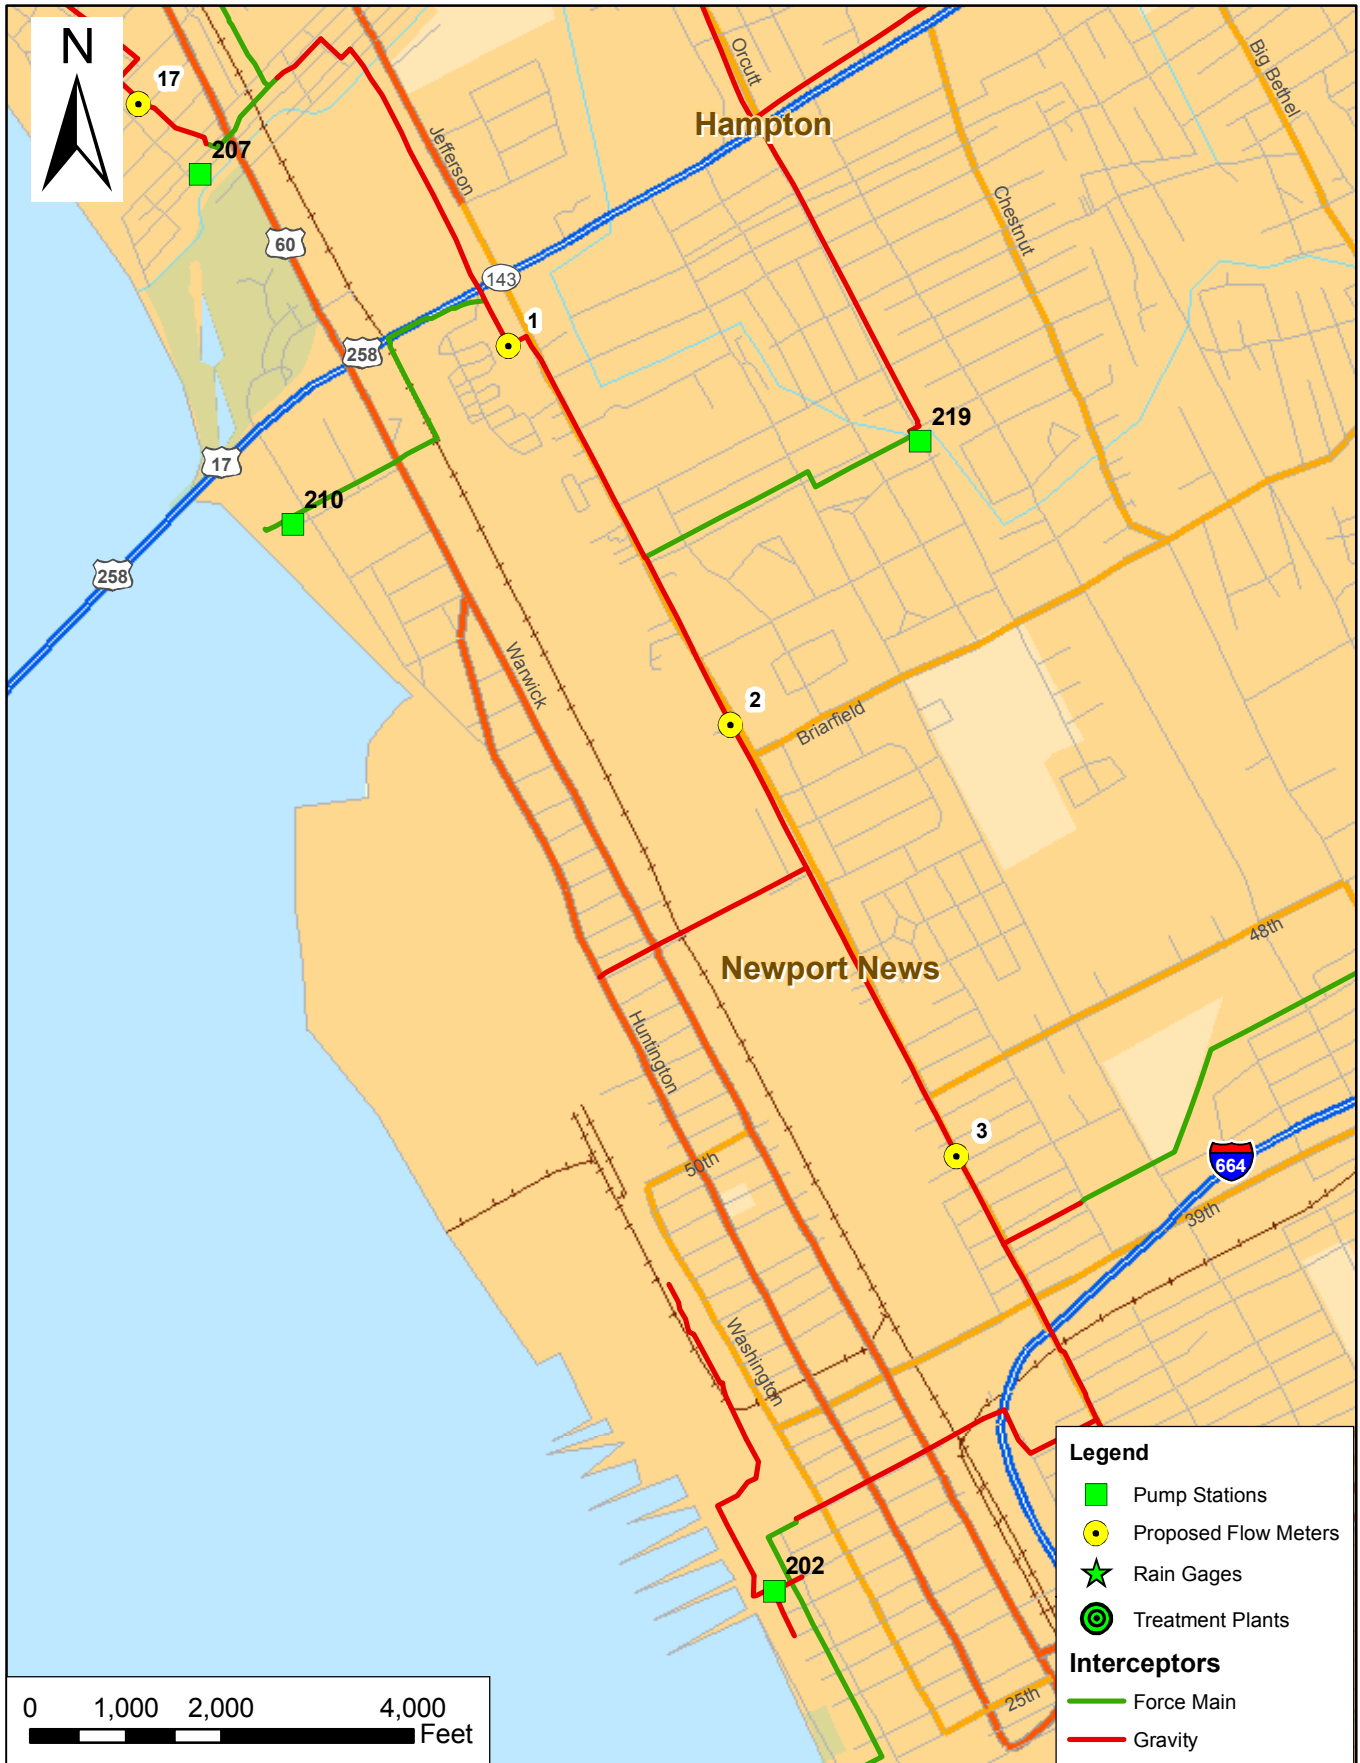 N
17
207
60
Jefferson
Orcutt
Hampton
Big Bethel
Chestnut
143
1
258
17
210
258
219
Warwick
2
Briarfield
Newport News
48th
Huntington
50th
3
664
39th
Washington
202
25th
Legend
Pump Stations
Proposed Flow Meters
Rain Gages
Treatment Plants
Interceptors
Force Main
Gravity
0 1,000 2,000 4,000
Feet